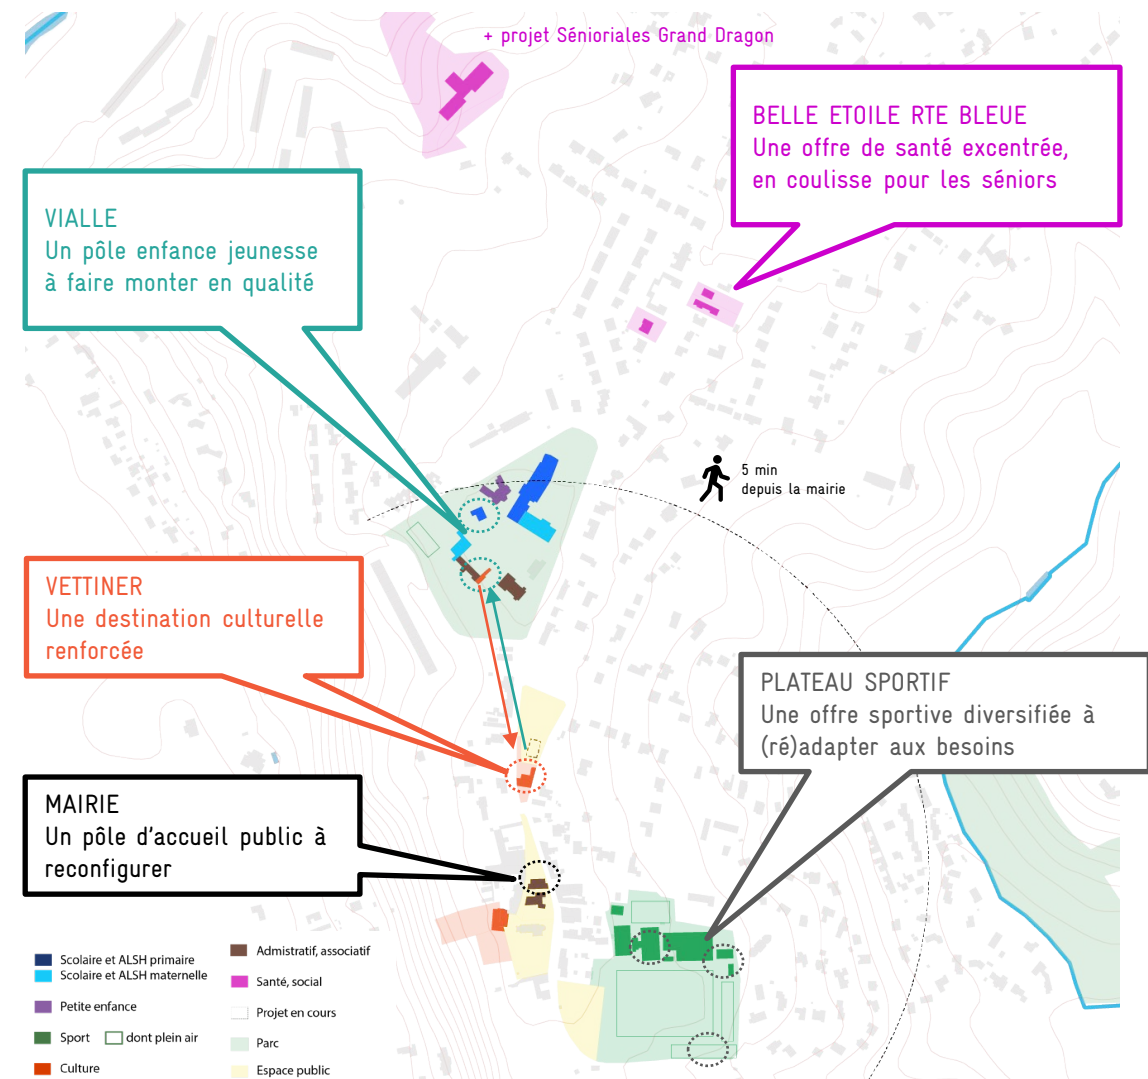 + projet Sénioriales Grand Dragon
BELLE ETOILE RTE BLEUE
Une offre de santé excentrée,
en coulisse pour les séniors
VIALLE
Un pôle enfance jeunesse
à faire monter en qualité
5 min
depuis la mairie
VETTINER
Une destination culturelle
renforcée
PLATEAU SPORTIF
Une offre sportive diversifiée à
(ré)adapter aux besoins
MAIRIE
Un pôle d'accueil public à
reconfigurer
Scolaire et ALSH primaire
Scolaire et ALSH maternelle
Petite enfance
Sport
dont plein air
Culture
Admistratif, associatif
Santé, social
Projet en cours
Parc
Espace public